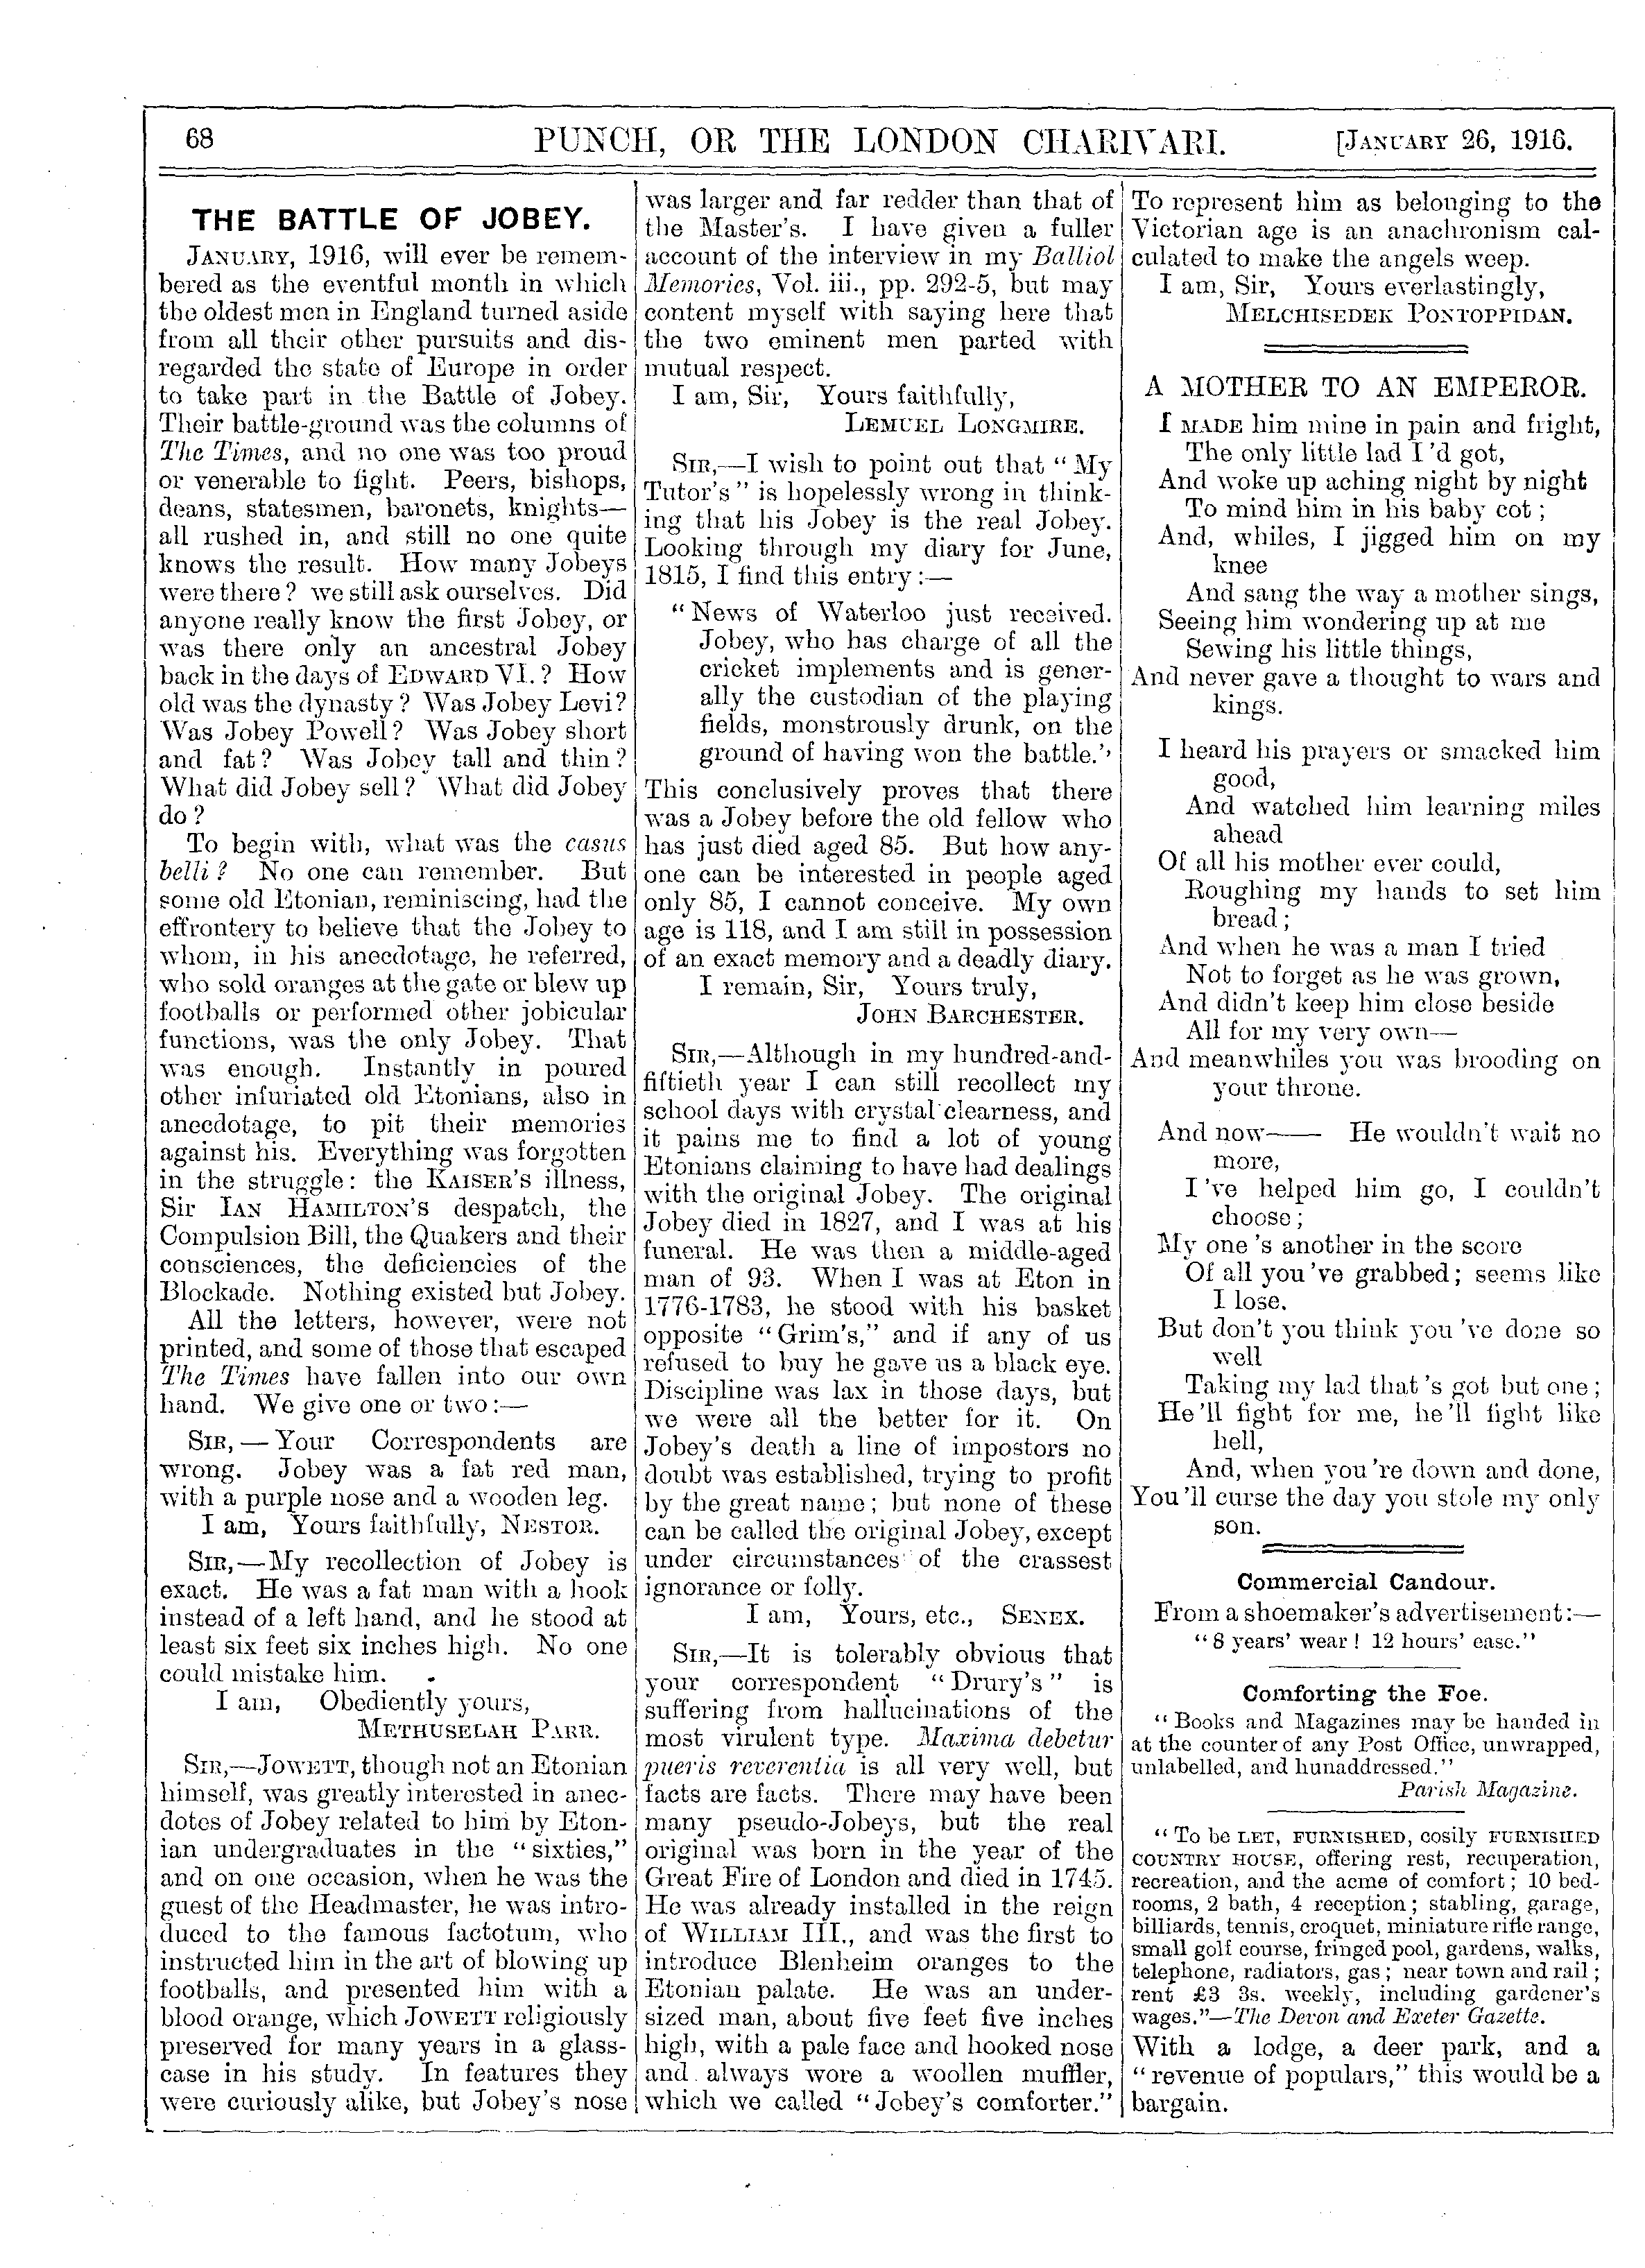 68
PUNCH, OR THE LONDON CHARIVARI.
[JANUARY 26, 1916.
THE BATTLE OF JOBEY.
JANUARY, 1916, will ever be remem-
bered as the eventful month in which
the oldest men in England turned aside
from all their other pursuits and dis-
regarded the state of Europe in order
to take part in the Battle of Jobey.
Their battle-ground was the columns of
The Times, and no one was too proud
or venerable to fight. Peers, bishops,
deans, statesmen, baronets, knights—
all rushed in, and still no one quite
knows the result. How many Jobeys
were there? we still ask ourselves. Did
anyone really know the first Jobey, or
was there only an ancestral Jobey
back in the days of EDWARD VI.? How
old was the dynasty? Was Jobey Levi?
Was Jobey Powell? Was Jobey short
and fat? Was Jobey tall and thin?
What did Jobey sell? What did Jobey
do?
To begin with, what was the casus
belli? No one can remember. But
some old Etonian, reminiscing, had the
effrontery to believe that the Jobey to
whom, in his anecdotage, he referred,
who sold oranges at the gate or blew up
footballs or performed other jobicular
functions, was the only Jobey. That
was enough. Instantly in poured
other infuriated old Etonians, also in
anecdotage, to pit their memories
against his. Everything was forgotten
in the struggle: the KAISER'S illness,
Sir IAN HAMILTON'S despatch, the
Compulsion Bill, the Quakers and their
consciences, the deficiencies of the
Blockade. Nothing existed but Jobey.
All the letters, however, were not
printed, and some of those that escaped
The Times have fallen into our own
hand. We give one or two:—
SIR,—Your Correspondents are
wrong. Jobey was a fat red man,
with a purple nose and a wooden leg.
I am, Yours faithfully, NESTOR.
SIR,—My recollection of Jobey is
exact. He was a fat man with a hook
instead of a left hand, and he stood at
least six feet six inches high. No one
could mistake him.
I am, Obediently yours,
METHUSELAH PARR.
SIR,—JOWETT, though not an Etonian
himself, was greatly interested in anec-
dotes of Jobey related to him by Eton-
ian undergraduates in the "sixties,"
and on one occasion, when he was the
guest of the Headmaster, he was intro-
duced to the famous factotum, who
instructed him in the art of blowing up
footballs, and presented him with a
blood orange, which JOWETT religiously
preserved for many years in a glass-
case in his study. In features they
were curiously alike, but Jobey's nose
was larger and far redder than that of
the Master's. I have given a fuller
account of the interview in my Balliol
Memories, Vol. iii., pp. 292-5, but may
content myself with saying here that
the two eminent men parted with
mutual respect.
I am, Sir, Yours faithfully,
LEMUEL LONGMIRE.
SIR,—I wish to point out that "My
Tutor's" is hopelessly wrong in think-
ing that his Jobey is the real Jobey.
Looking through my diary for June,
1815, I find this entry:—
"News of Waterloo just received.
Jobey, who has charge of all the
cricket implements and is gener-
ally the custodian of the playing
fields, monstrously drunk, on the
ground of having won the battle."
This conclusively proves that there
was a Jobey before the old fellow who
has just died aged 85. But how any-
one can be interested in people aged
only 85, I cannot conceive. My own
age is 118, and I am still in possession
of an exact memory and a deadly diary.
I remain, Sir, Yours truly,
JOHN BARCHESTER.
SIR,—Although in my hundred-and-
fiftieth year I can still recollect my
school days with crystal clearness, and
it pains me to find a lot of young
Etonians claiming to have had dealings
with the original Jobey. The original
Jobey died in 1827, and I was at his
funeral. He was then a middle-aged
man of 93. When I was at Eton in
1776-1783, he stood with his basket
opposite "Grim's," and if any of us
refused to buy he gave us a black eye.
Discipline was lax in those days, but
we were all the better for it. On
Jobey's death a line of impostors no
doubt was established, trying to profit
by the great name; but none of these
can be called the original Jobey, except
under circumstances of the crassest
ignorance or folly.
I am, Yours, etc., SENEX.
SIR,—It is tolerably obvious that
your correspondent "Drury's" is
suffering from hallucinations of the
most virulent type. Maxima debetur
pueris reverentia is all very well, but
facts are facts. There may have been
many pseudo-Jobeys, but the real
original was born in the year of the
Great Fire of London and died in 1745.
He was already installed in the reign
of WILLIAM III., and was the first to
introduce Blenheim oranges to the
Etonian palate. He was an under-
sized man, about five feet five inches
high, with a pale face and hooked nose
and always wore a woollen muffler,
which we called "Jobey's comforter."
To represent him as belonging to the
Victorian age is an anachronism cal-
culated to make the angels weep.
I am, Sir, Yours everlastingly,
MELCHISEDEK PONTOPPIDAN.
A MOTHER TO AN EMPEROR.
I MADE him mine in pain and fright,
The only little lad I'd got,
And woke up aching night by night
To mind him in his baby cot;
And, whiles, I jigged him on my
knee
And sang the way a mother sings,
Seeing him wondering up at me
Sewing his little things,
And never gave a thought to wars and
kings.
I heard his prayers or smacked him
good,
And watched him learning miles
ahead
Of all his mother ever could,
Roughing my hands to set him
bread;
And when he was a man I tried
Not to forget as he was grown,
And didn't keep him close beside
All for my very own—
And meanwhiles you was brooding on
your throne.
And now—— He wouldn't wait no
more,
I've helped him go, I couldn't
choose;
My one's another in the score
Of all you've grabbed; seems like
I lose.
But don't you think you've done so
well
Taking my lad that's got but one;
He'll fight for me, he'll fight like
hell,
And, when you're down and done,
You'll curse the day you stole my only
son.
Commercial Candour.
From a shoemaker's advertisement:—
"8 years' wear! 12 hours' ease."
Comforting the Foe.
"Books and Magazines may be handed in
at the counter of any Post Office, unwrapped,
unlabelled, and hunaddressed."
Parish Magazine.
"To be LET, FURNISHED, cosily FURNISHED
COUNTRY HOUSE, offering rest, recuperation,
recreation, and the acme of comfort; 10 bed-
rooms, 2 bath, 4 reception; stabling, garage,
billiards, tennis, croquet, miniature rifle range,
small golf course, fringed pool, gardens, walks,
telephone, radiators, gas; near town and rail;
rent £3 3s. weekly, including gardener's
wages."—The Devon and Exeter Gazette.
With a lodge, a deer park, and a
"revenue of populars," this would be a
bargain.